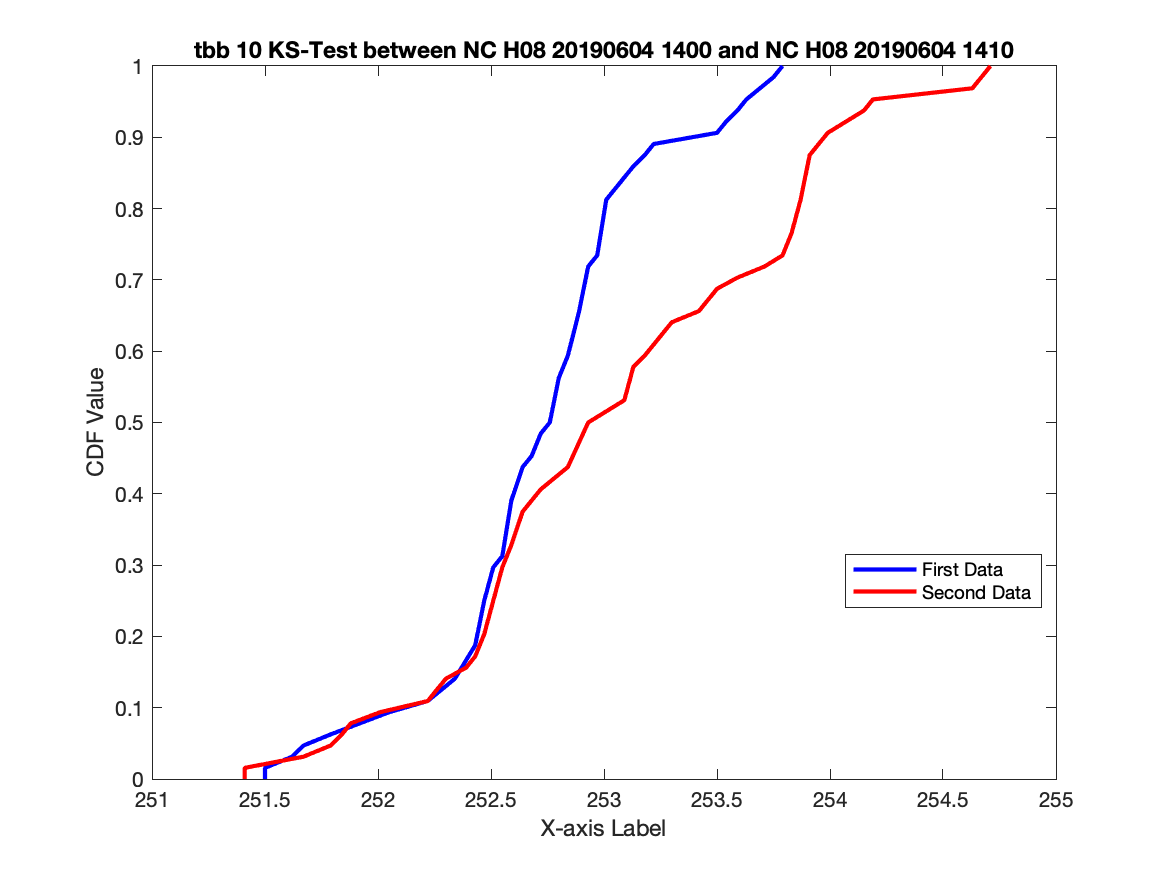 tbb 10 KS-Test between NC H08 20190604 1400 and NC H08 20190604 1410
1
0.9
0.8
0.7
0.6
0.5
0.4
0.3
0.2
0.1
0
CDF Value
First Data
Second Data
251 251.5 252 252.5 253 253.5 254 254.5 255
X-axis Label